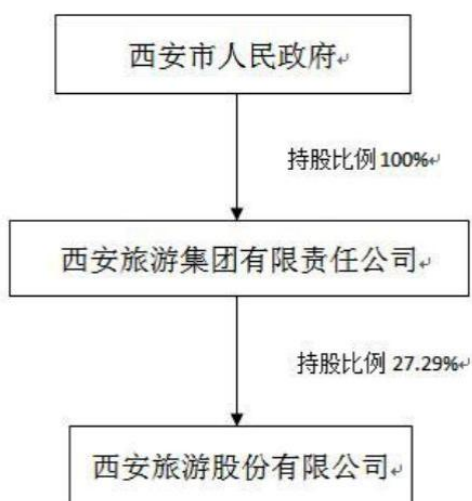 西安市人民政府
持股比例 100%
西安旅游集团有限责任公司
持股比例 27.29%
西安旅游股份有限公司